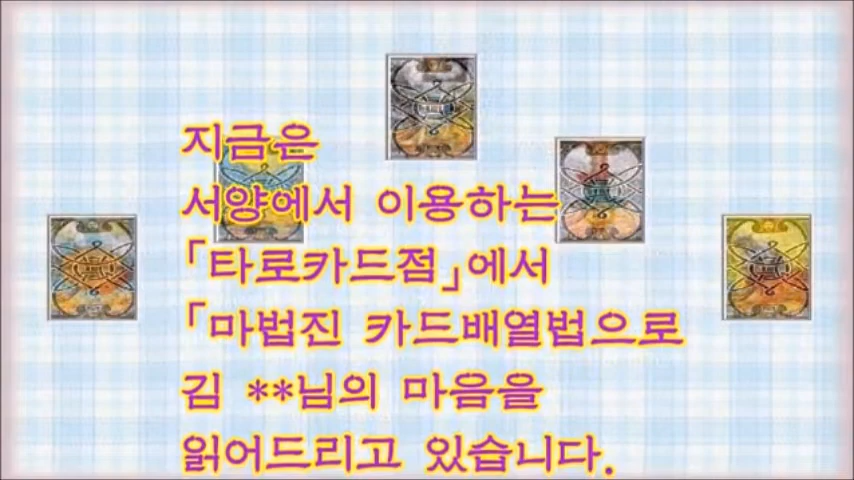 지금은
서양에서 이용하는
「타로카드점」에서
「마법진 카드배열법으로
김 **님의 마음을
읽어드리고 있습니다.